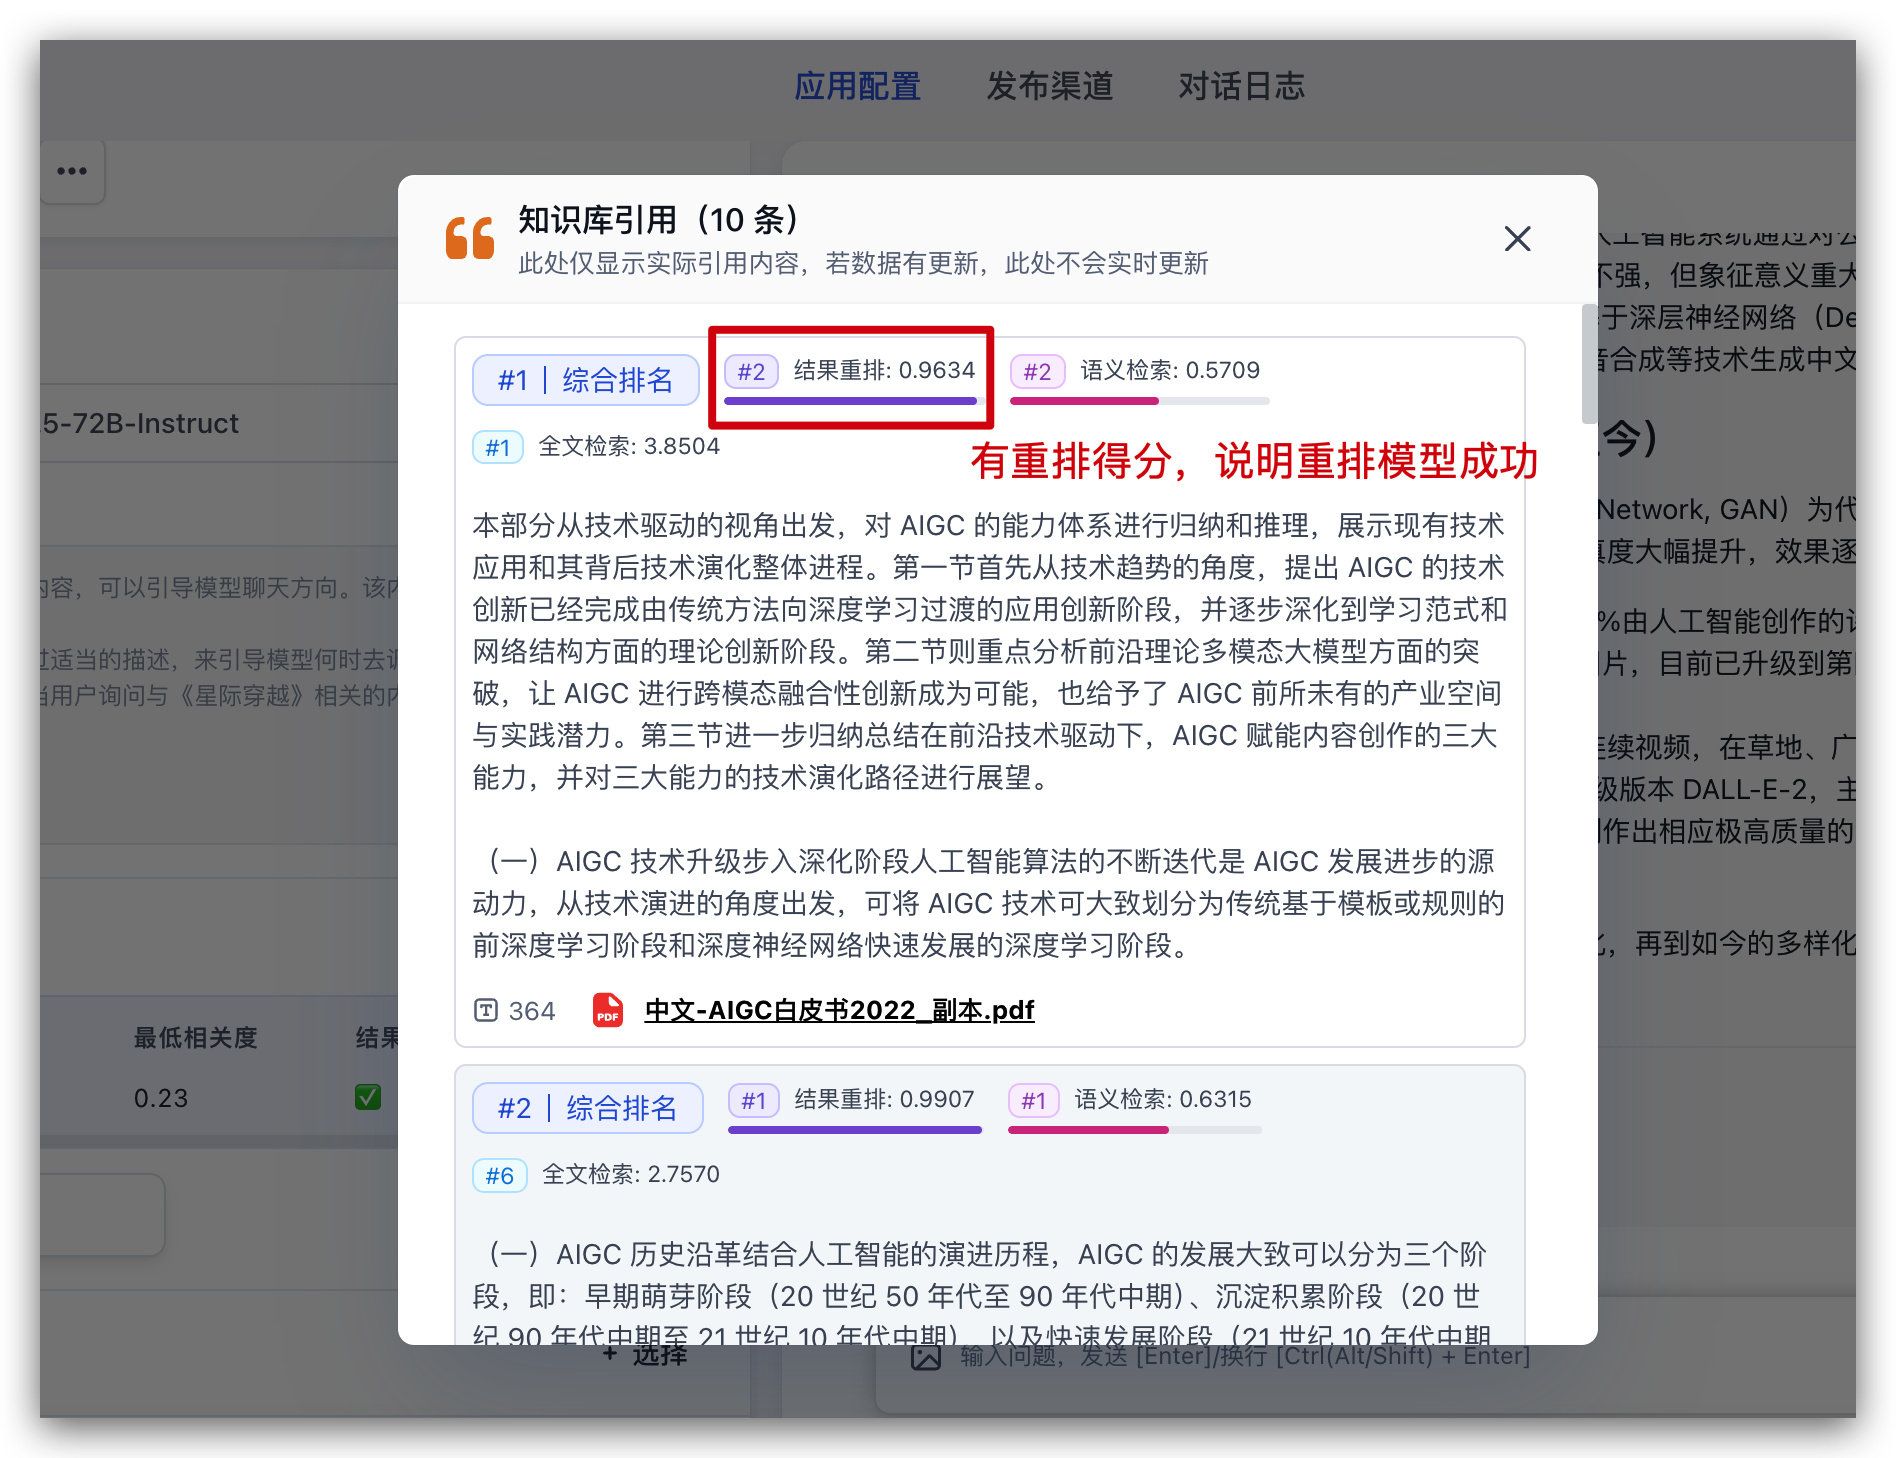 应用配置 发布渠道 对话日志
•••
知识库引用（10 条）
此处仅显示实际引用内容，若数据有更新，此处不会实时更新
#1 | 综合排名 #2 结果重排: 0.9634 #2 语义检索: 0.5709
#1 全文检索: 3.8504
有重排得分，说明重排模型成功
本部分从技术驱动的视角出发，对 AIGC 的能力体系进行归纳和推理，展示现有技术
应用和其背后技术演化整体进程。第一节首先从技术趋势的角度，提出 AIGC 的技术
创新已经完成由传统方法向深度学习过渡的应用创新阶段，并逐步深化到学习范式和
网络结构方面的理论创新阶段。第二节则重点分析前沿理论多模态大模型方面的突
破，让 AIGC 进行跨模态融合性创新成为可能，也给予了 AIGC 前所未有的产业空间
与实践潜力。第三节进一步归纳总结在前沿技术驱动下，AIGC 赋能内容创作的三大
能力，并对三大能力的技术演化路径进行展望。
（一）AIGC 技术升级步入深化阶段人工智能算法的不断迭代是 AIGC 发展进步的源
动力，从技术演进的角度出发，可将 AIGC 技术可大致划分为传统基于模板或规则的
前深度学习阶段和深度神经网络快速发展的深度学习阶段。
364 PDF 中文-AIGC白皮书2022_副本.pdf
#2 | 综合排名 #1 结果重排: 0.9907 #1 语义检索: 0.6315
#6 全文检索: 2.7570
（一）AIGC 历史沿革结合人工智能的演进历程，AIGC 的发展大致可以分为三个阶
段，即：早期萌芽阶段（20 世纪 50 年代至 90 年代中期）、沉淀积累阶段（20 世
纪 90 年代中期至 21 世纪 10 年代中期），以及快速发展阶段（21 世纪 10 年代中期
.5-72B-Instruct
内容，可以引导模型聊天方向。该内
过适当的描述，来引导模型何时去调
当用户询问与《星际穿越》相关的内
最低相关度 结果
0.23
+ 选择
人工智能系统通过对公
不强，但象征意义重大
于深层神经网络（De
音合成等技术生成中文
今)
Network, GAN）为代
真度大幅提升，效果逐
%由人工智能创作的
片，目前已升级到第
连续视频，在草地、广
级版本 DALL-E-2，主
作出相应极高质量的
化，再到如今的多样化
输入问题，发送 [Enter]/换行 [Ctrl(Alt/Shift) + Enter]